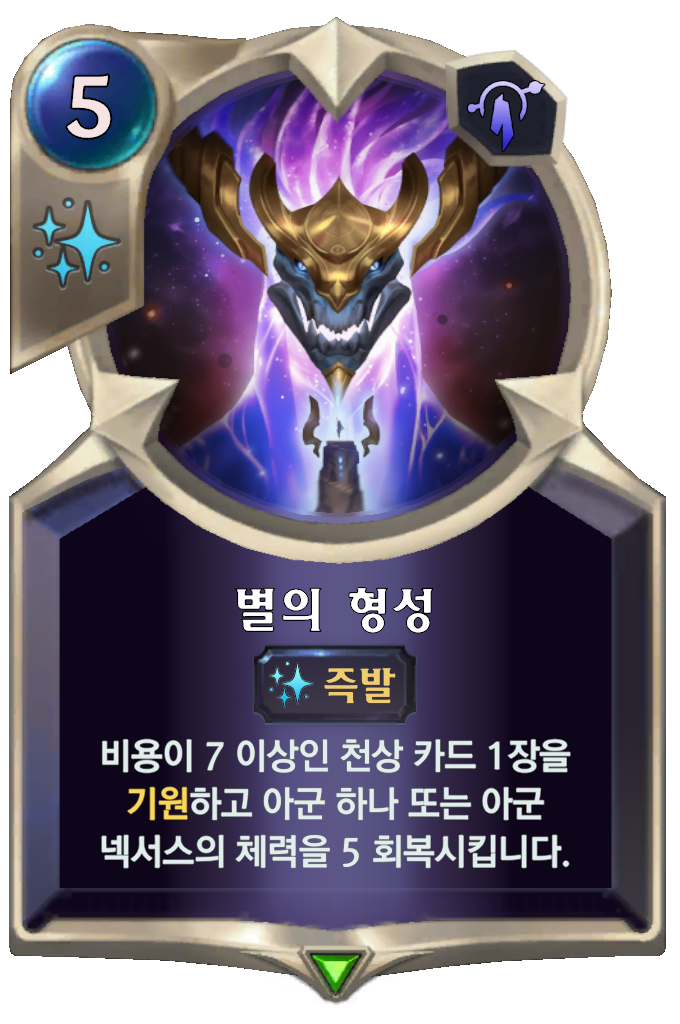 5
별의 형성
즉발
비용이 7 이상인 천상 카드 1장을
기원하고 아군 하나 또는 아군
넥서스의 체력을 5 회복시킵니다.